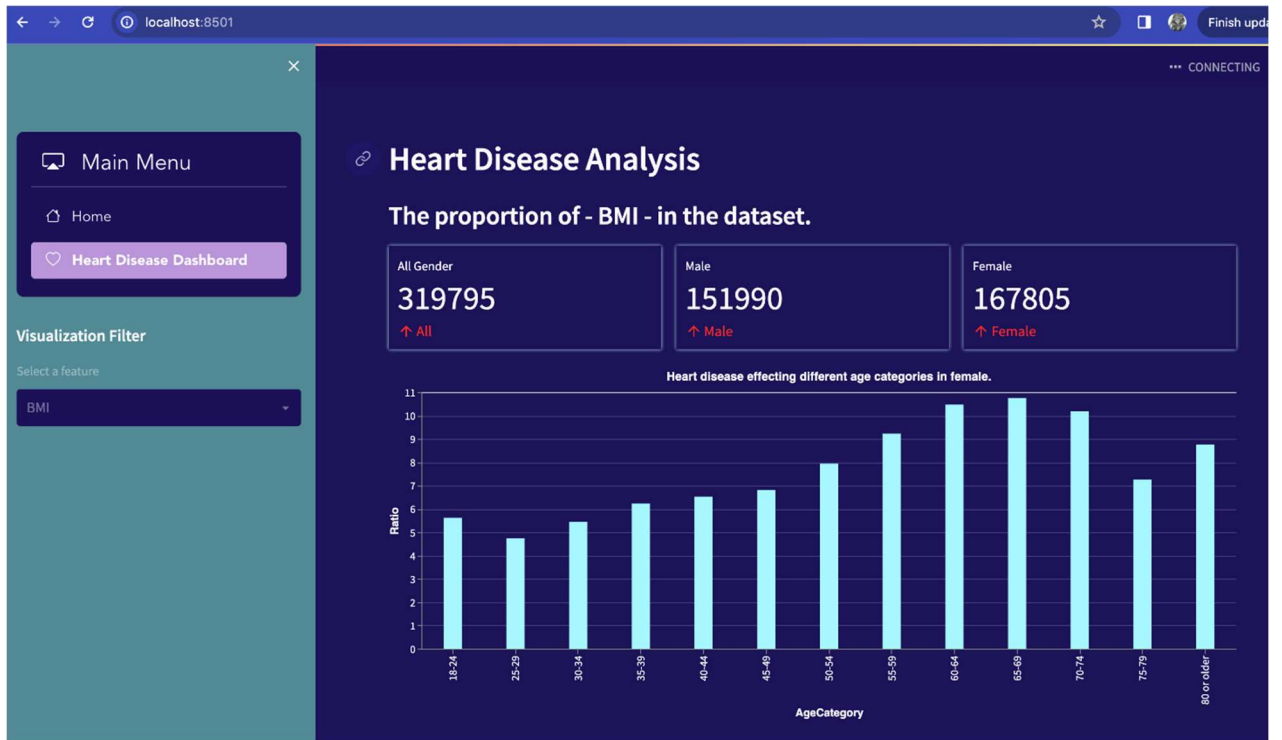 localhost:8501
Finish upda
CONNECTING
Main Menu
Home
Heart Disease Dashboard
Visualization Filter
Select a feature
BMI
Heart Disease Analysis
The proportion of - BMI - in the dataset.
All Gender
319795
↑ All
Male
151990
↑ Male
Female
167805
↑ Female
Heart disease effecting different age categories in female.
11
10
9
8
7
6
5
4
3
2
1
0
Ratio
18-24
25-29
30-34
35-39
40-44
45-49
50-54
55-59
60-64
65-69
70-74
75-79
80 or older
AgeCategory